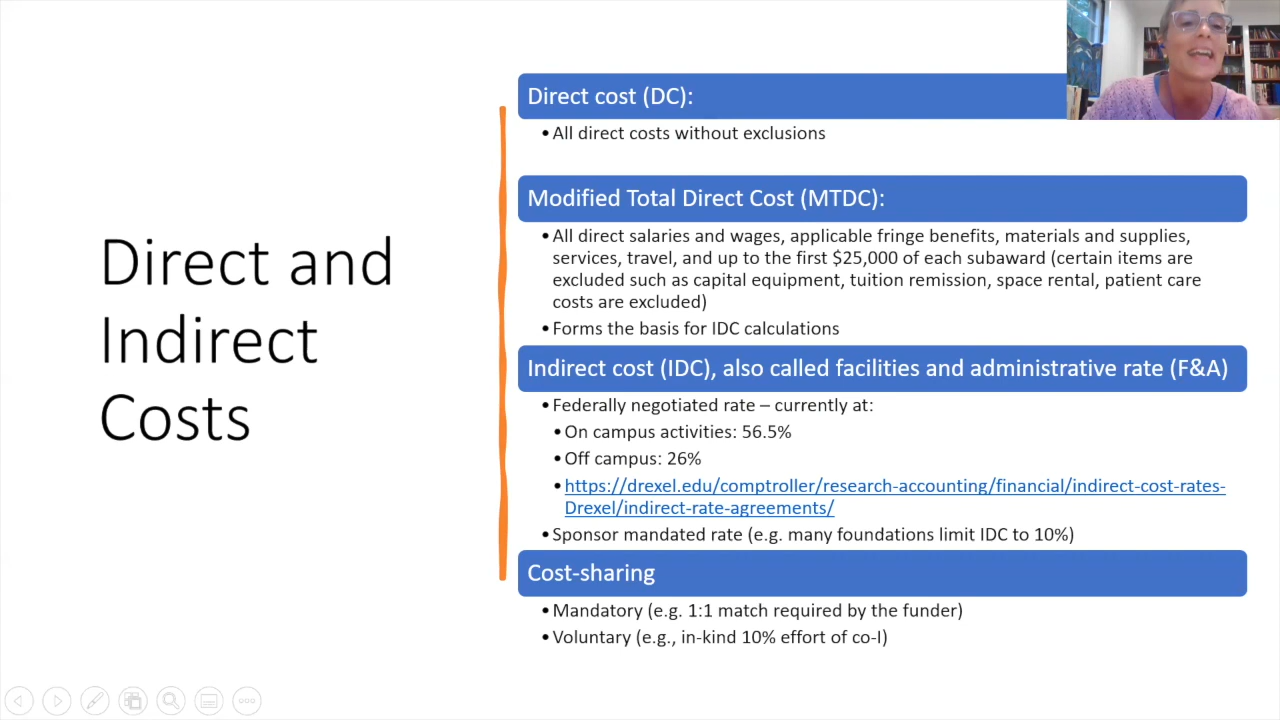 Direct and
Indirect
Costs
Direct cost (DC):
•All direct costs without exclusions
Modified Total Direct Cost (MTDC):
•All direct salaries and wages, applicable fringe benefits, materials and supplies,
services, travel, and up to the first $25,000 of each subaward (certain items are
excluded such as capital equipment, tuition remission, space rental, patient care
costs are excluded)
•Forms the basis for IDC calculations
Indirect cost (IDC), also called facilities and administrative rate (F&A)
•Federally negotiated rate – currently at:
•On campus activities: 56.5%
•Off campus: 26%
•https://drexel.edu/comptroller/research-accounting/financial/indirect-cost-rates-
Drexel/indirect-rate-agreements/
•Sponsor mandated rate (e.g. many foundations limit IDC to 10%)
Cost-sharing
•Mandatory (e.g. 1:1 match required by the funder)
•Voluntary (e.g., in-kind 10% effort of co-I)